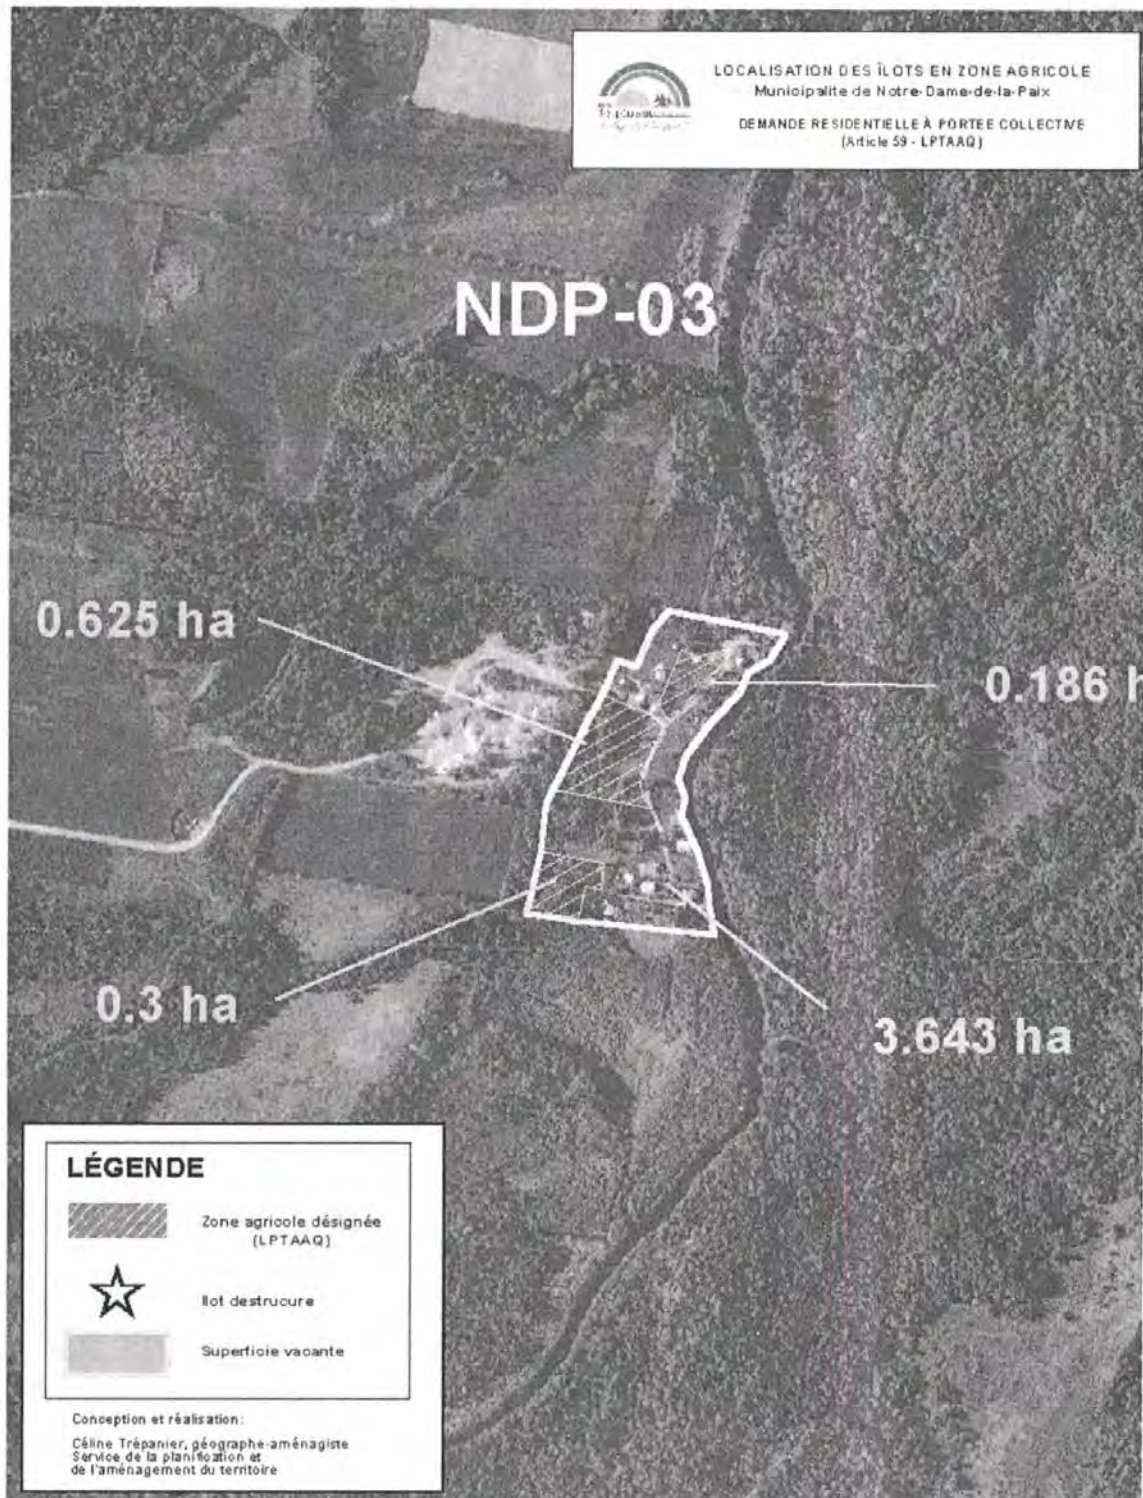 LOCALISATION DES ÎLOTS EN ZONE AGRICOLE
Municipalite de Notre-Dame-de-la-Paix
DEMANDE RESIDENTIELLE À PORTEE COLLECTIVE
(Article 59 - LPTAAQ)
NDP-03
0.625 ha
0.186 h
0.3 ha
3.643 ha
LÉGENDE
Zone agricole désignée
(LPTAAQ)
Ilot destrucure
Superficie vacante
Conception et réalisation:
Céline Trépanier, géographe-aménagiste
Service de la planification et
de l'aménagement du territoire